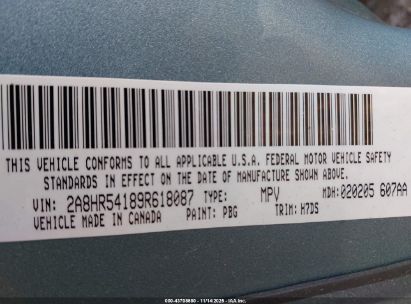 THIS VEHICLE CONFORMS TO ALL APPLICABLE U.S.A. FEDERAL MOTOR VEHICLE SAFETY
STANDARDS IN EFFECT ON THE DATE OF MANUFACTURE SHOWN ABOVE.
VIN: 2A8HR54189R618087 TYPE: MPV MDH: 020205 607AA
VEHICLE MADE IN CANADA PAINT: PBG TRIM: H7DS